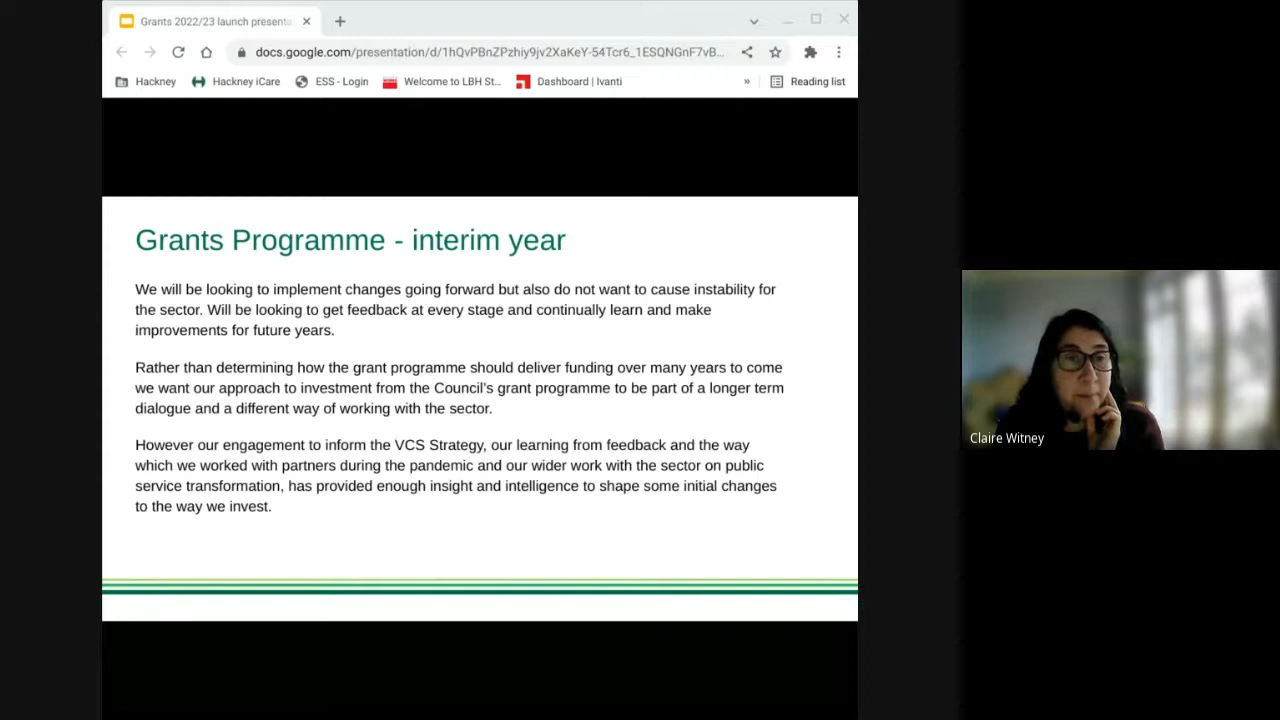 Grants 2022/23 launch presenta
docs.google.com/presentation/d/1hQvPBnZPzhiy9jv2XaKeY-54Tcr6_1ESQNGnF7vB...
Hackney
Hackney iCare
ESS - Login
Welcome to LBH St...
Dashboard | Ivanti
»
Reading list
Grants Programme - interim year
We will be looking to implement changes going forward but also do not want to cause instability for
the sector. Will be looking to get feedback at every stage and continually learn and make
improvements for future years.
Rather than determining how the grant programme should deliver funding over many years to come
we want our approach to investment from the Council's grant programme to be part of a longer term
dialogue and a different way of working with the sector.
However our engagement to inform the VCS Strategy, our learning from feedback and the way
which we worked with partners during the pandemic and our wider work with the sector on public
service transformation, has provided enough insight and intelligence to shape some initial changes
to the way we invest.
Claire Witney